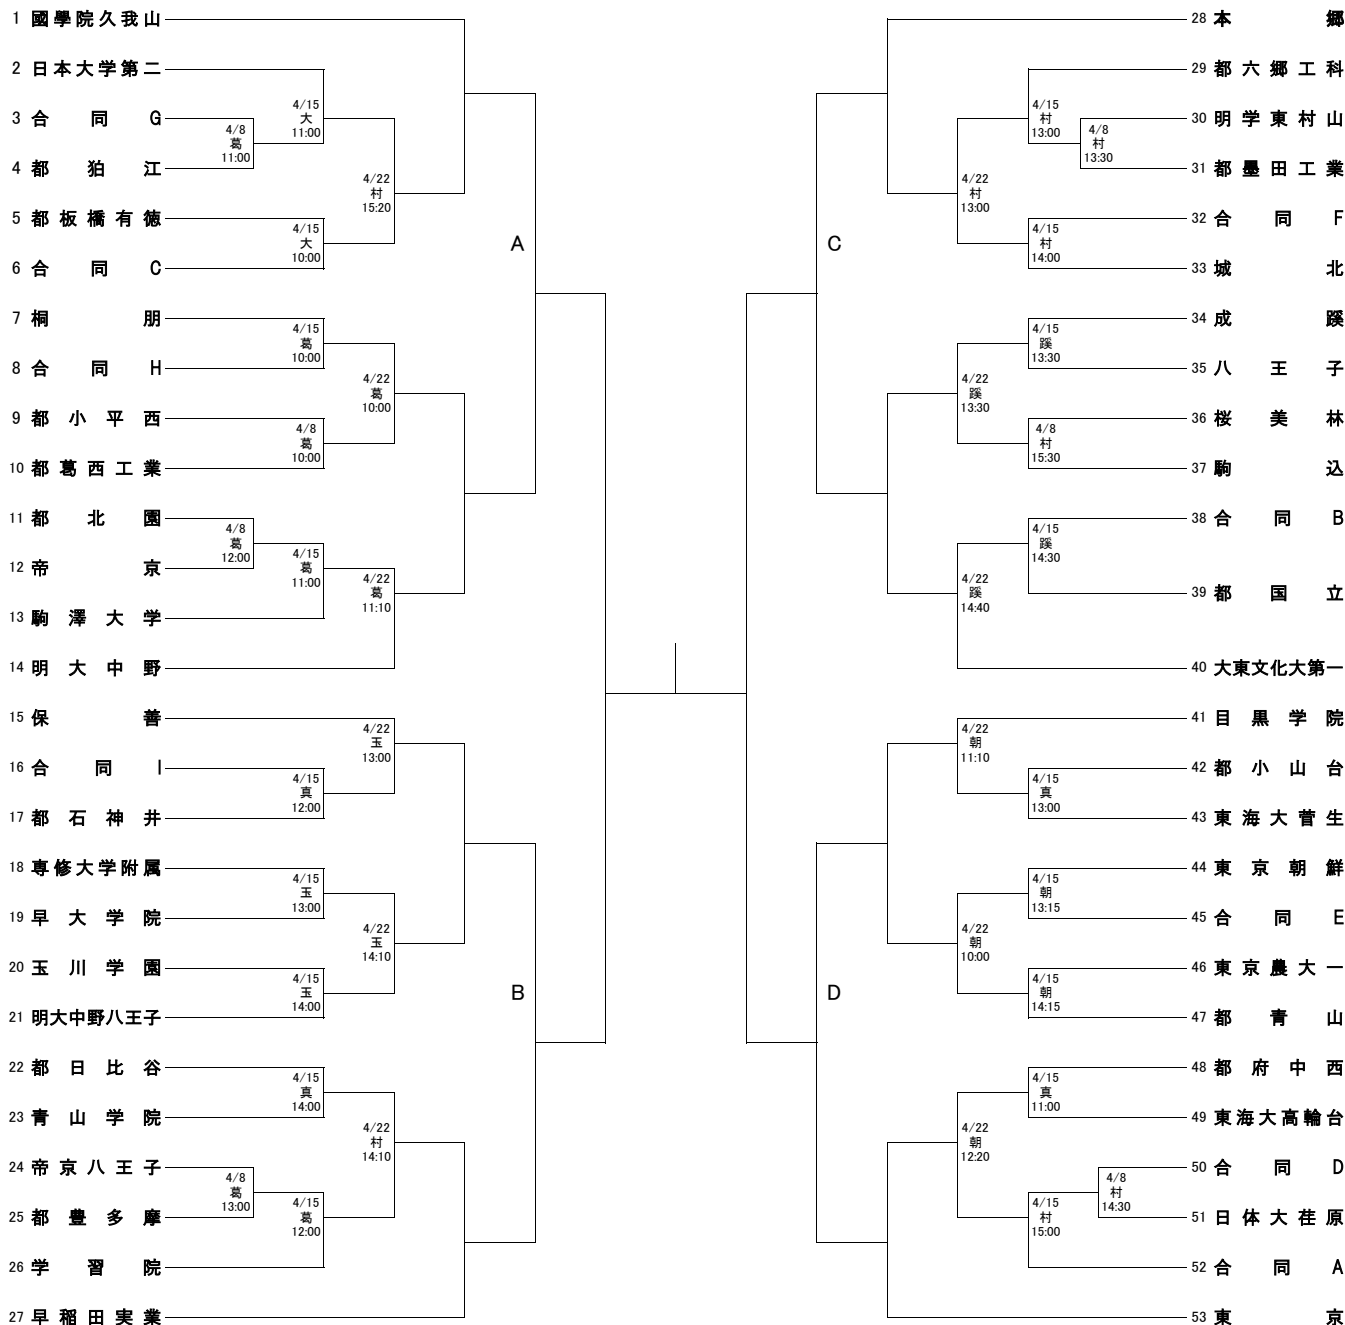 1 國學院久我山
2 日本大学第二
3 合同G
4 都狛江
5 都板橋有徳
6 合同C
7 桐朋
8 合同H
9 都小平西
10 都葛西工業
11 都北園
12 帝京
13 駒澤大学
14 明大中野
15 保善
16 合同I
17 都石神井
18 専修大学附属
19 早大学院
20 玉川学園
21 明大中野八王子
22 都日比谷
23 青山学院
24 帝京八王子
25 都豊多摩
26 学習院
27 早稲田実業
4/8
葛
11:00
4/8
葛
12:00
4/8
葛
13:00
4/15
大
11:00
4/15
大
10:00
4/15
葛
10:00
4/8
葛
10:00
4/15
葛
11:00
4/15
真
12:00
4/15
玉
13:00
4/15
玉
14:00
4/15
真
14:00
4/15
葛
12:00
4/22
村
15:20
4/22
葛
10:00
4/22
葛
11:10
4/22
玉
13:00
4/22
玉
14:10
4/22
村
14:10
A
B
C
D
4/22
村
13:00
4/22
蹊
13:30
4/22
蹊
14:40
4/22
朝
11:10
4/22
朝
10:00
4/22
朝
12:20
4/15
村
13:00
4/15
村
14:00
4/15
蹊
13:30
4/8
村
15:30
4/15
蹊
14:30
4/15
真
13:00
4/15
朝
13:15
4/15
朝
14:15
4/15
真
11:00
4/15
村
15:00
4/8
村
13:30
4/8
村
14:30
28 本郷
29 都六郷工科
30 明学東村山
31 都墨田工業
32 合同F
33 城北
34 成蹊
35 八王子
36 桜美林
37 駒込
38 合同B
39 都国立
40 大東文化大第一
41 目黒学院
42 都小山台
43 東海大菅生
44 東京朝鮮
45 合同E
46 東京農大一
47 都青山
48 都府中西
49 東海大高輪台
50 合同D
51 日体大荏原
52 合同A
53 東京